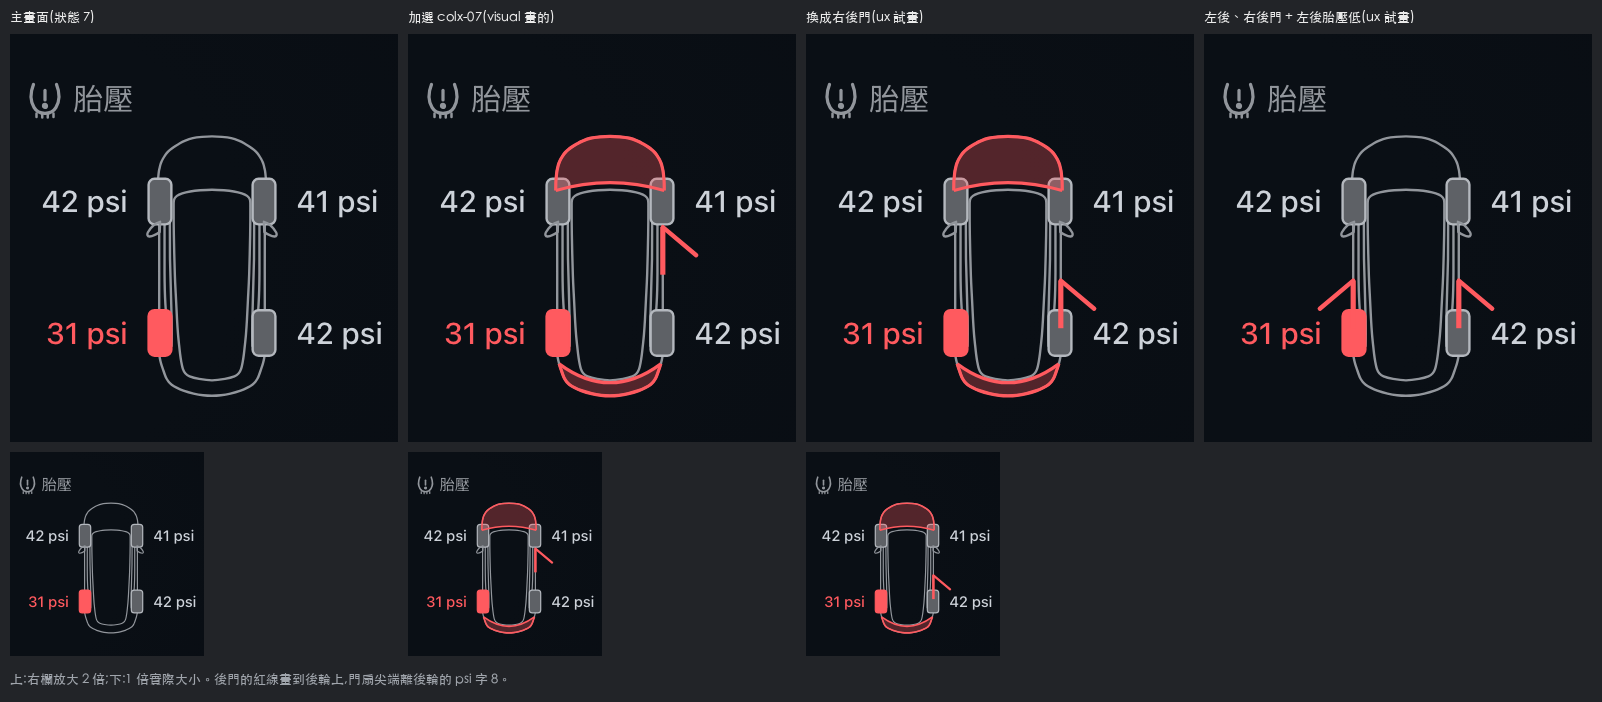 主畫面(狀態 7)
加選 colx-07(visual 畫的)
換成右後門(ux 試畫)
左後、右後門 + 左後胎壓低(ux 試畫)
胎壓
胎壓
胎壓
胎壓
42 psi
41 psi
42 psi
41 psi
42 psi
41 psi
42 psi
41 psi
31 psi
42 psi
31 psi
42 psi
31 psi
42 psi
31 psi
42 psi
胎壓
胎壓
胎壓
42 psi
41 psi
42 psi
41 psi
42 psi
41 psi
31 psi
42 psi
31 psi
42 psi
31 psi
42 psi
上:右欄放大 2 倍;下:1 倍實際大小。後門的紅線畫到後輪上,門扇尖端離後輪的 psi 字 8。